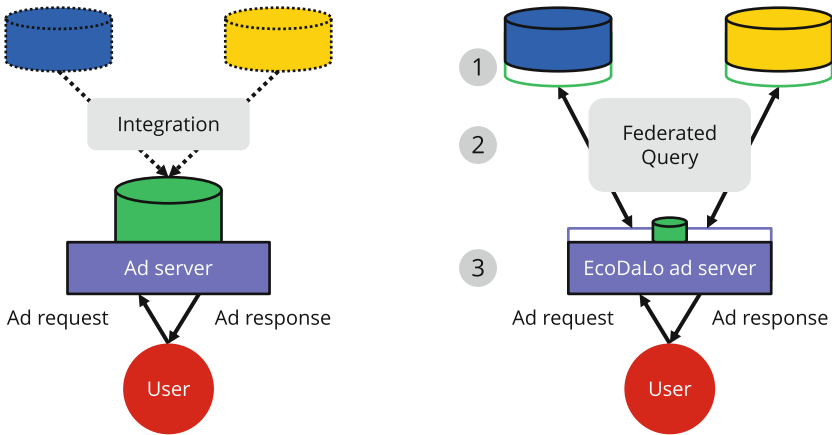 Integration
Ad server
Ad request
Ad response
User
1
2
3
Federated
Query
EcoDaLo ad server
Ad request
Ad response
User